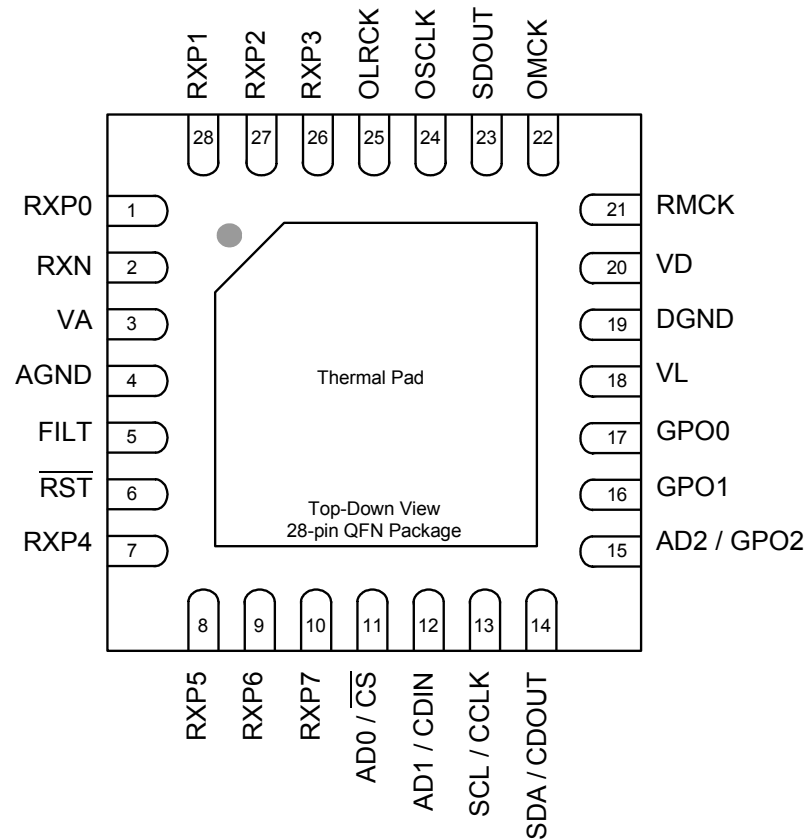 RXP1
RXP2
RXP3
OLRCK
OSCLK
SDOUT
OMCK
28
27
26
25
24
23
22
RXP0 1
RXN 2
VA 3
AGND 4
FILT 5
R̅S̅T̅ 6
RXP4 7
21 RMCK
20 VD
19 DGND
18 VL
17 GPO0
16 GPO1
15 AD2 / GPO2
Thermal Pad
Top-Down View
28-pin QFN Package
8
9
10
11
12
13
14
RXP5
RXP6
RXP7
AD0 / C̅S̅
AD1 / CDIN
SCL / CCLK
SDA / CDOUT